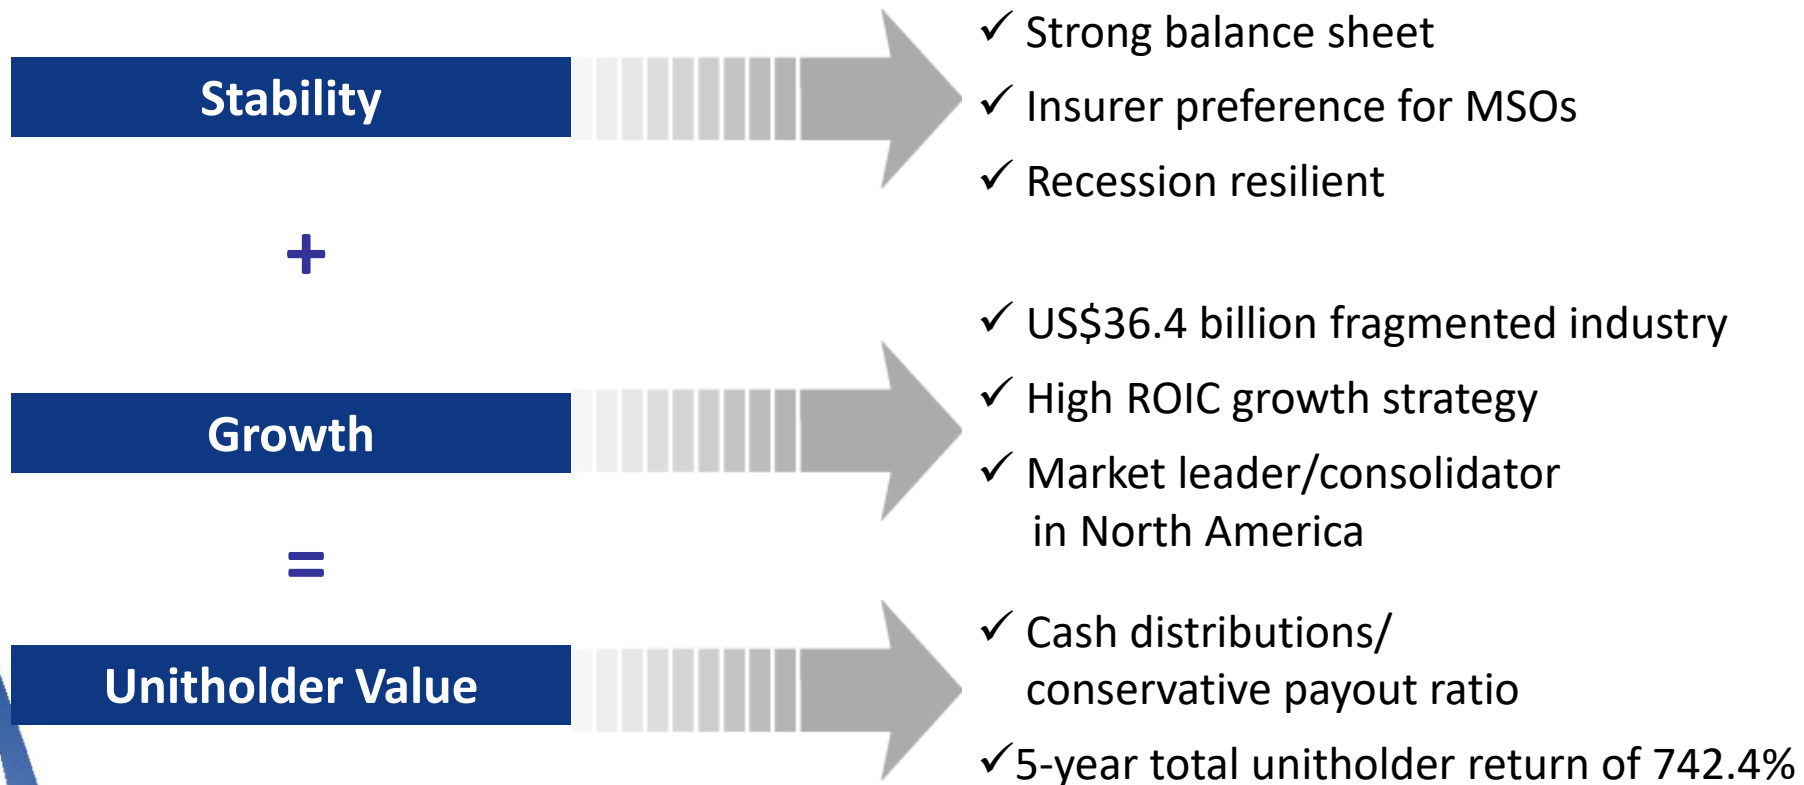 Stability
✓ Strong balance sheet
✓ Insurer preference for MSOs
✓ Recession resilient
+
Growth
✓ US$36.4 billion fragmented industry
✓ High ROIC growth strategy
✓ Market leader/consolidator
in North America
=
Unitholder Value
✓ Cash distributions/
conservative payout ratio
✓5-year total unitholder return of 742.4%